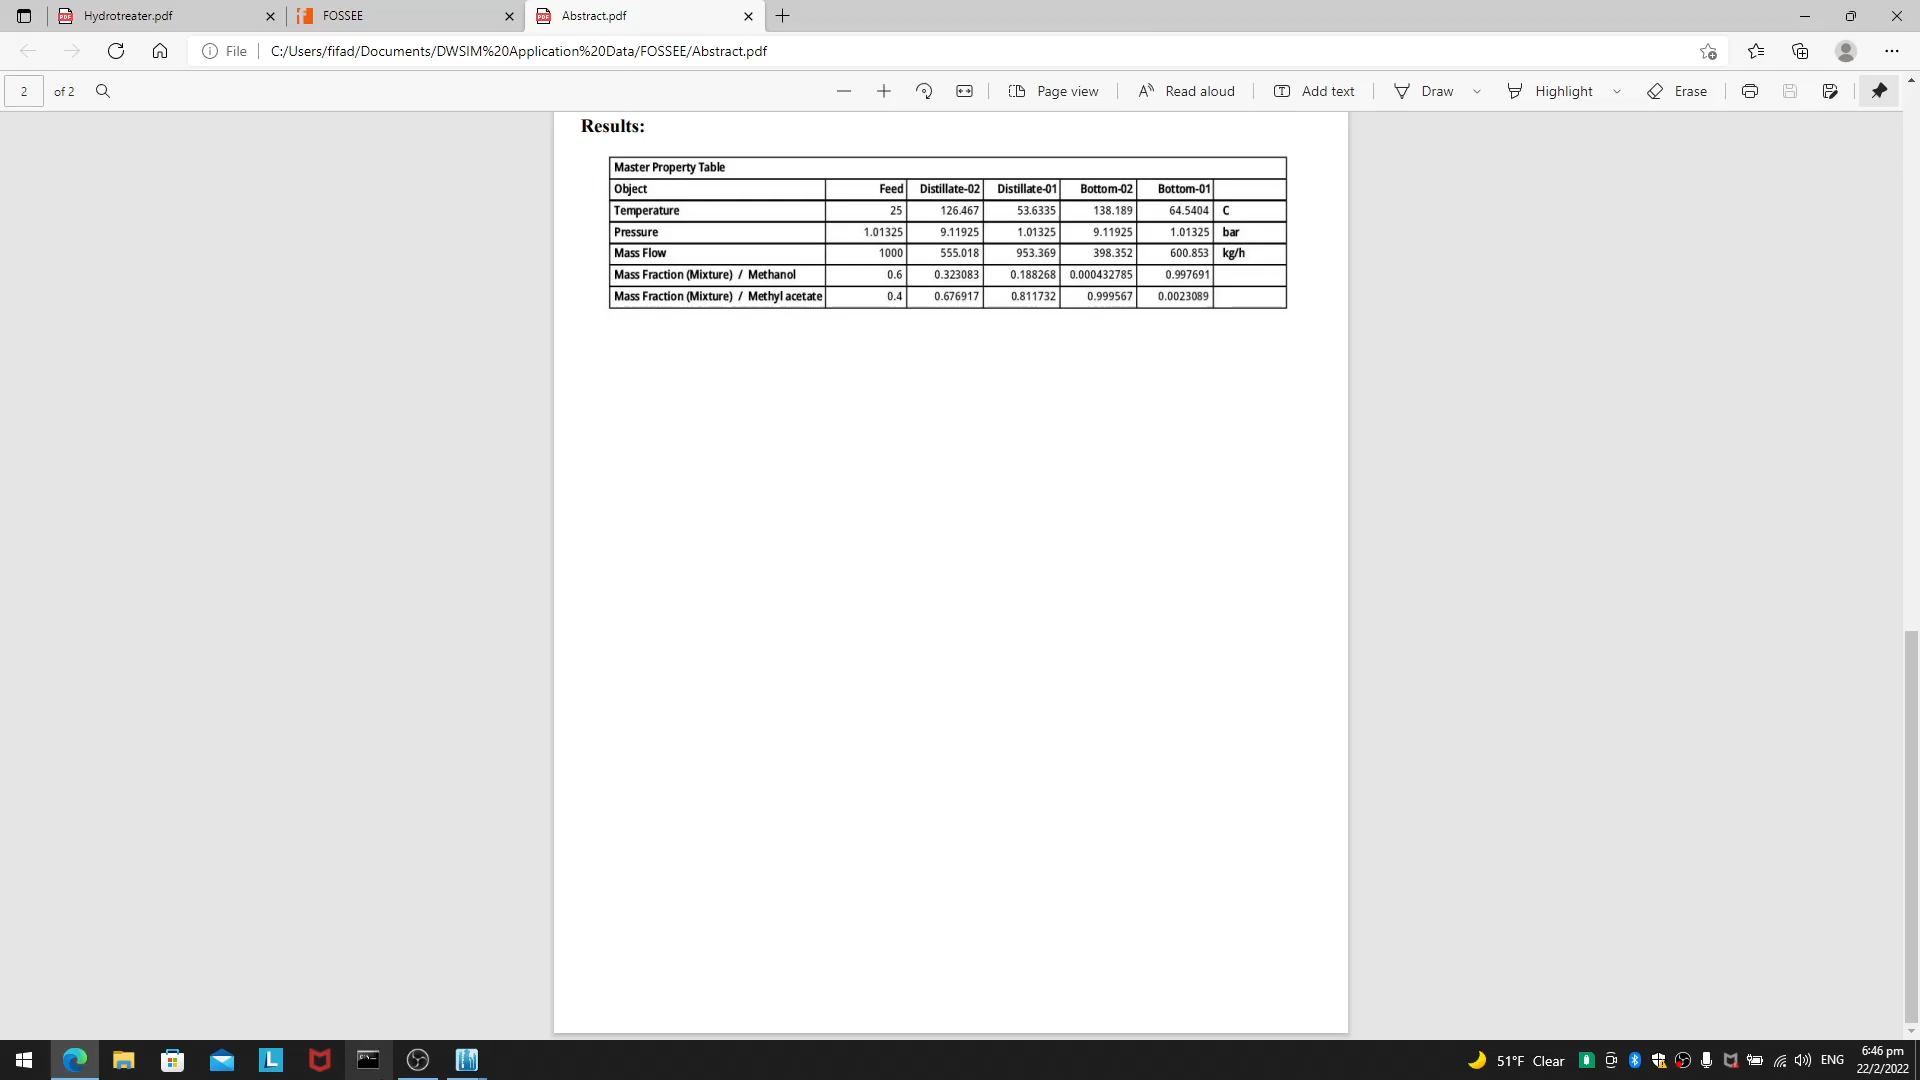 Hydrotreater.pdf
FOSSEE
Abstract.pdf
File
C:/Users/fifad/Documents/DWSIM%20Application%20Data/FOSSEE/Abstract.pdf
2 of 2
Page view
Read aloud
Add text
Draw
Highlight
Erase
Results:
Master Property Table
Object Feed Distillate-02 Distillate-01 Bottom-02 Bottom-01
Temperature 25 126.467 53.6335 138.189 64.5404 C
Pressure 1.01325 9.11925 1.01325 9.11925 1.01325 bar
Mass Flow 1000 555.018 953.369 398.352 600.853 kg/h
Mass Fraction (Mixture) / Methanol 0.6 0.323083 0.188268 0.000432785 0.997691
Mass Fraction (Mixture) / Methyl acetate 0.4 0.676917 0.811732 0.999567 0.0023089
51°F Clear
ENG
6:46 pm
22/2/2022